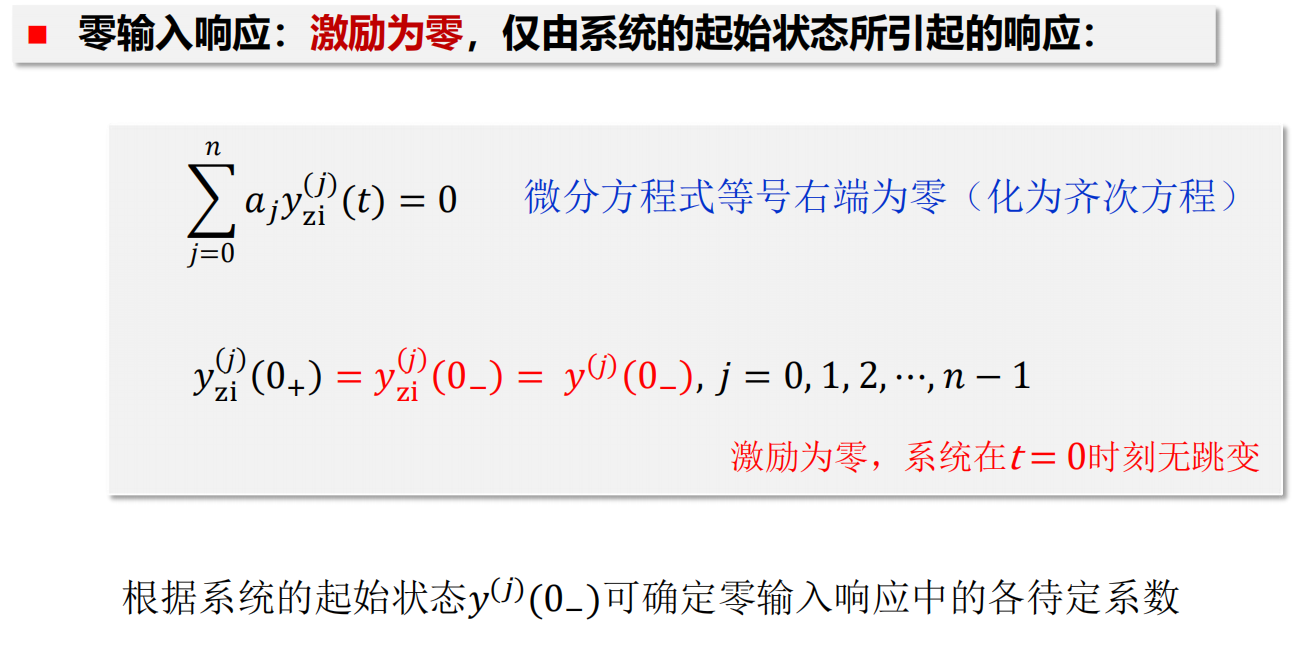 ■ 零输入响应：激励为零，仅由系统的起始状态所引起的响应：
$\sum_{j=0}^{n} a_j y_{\mathrm{zi}}^{(j)}(t) = 0$ 微分方程式等号右端为零（化为齐次方程）
$y_{\mathrm{zi}}^{(j)}(0_+) = y_{\mathrm{zi}}^{(j)}(0_-) = y^{(j)}(0_-), j = 0, 1, 2, \cdots, n - 1$
激励为零，系统在$t = 0$时刻无跳变
根据系统的起始状态$y^{(j)}(0_-)$可确定零输入响应中的各待定系数